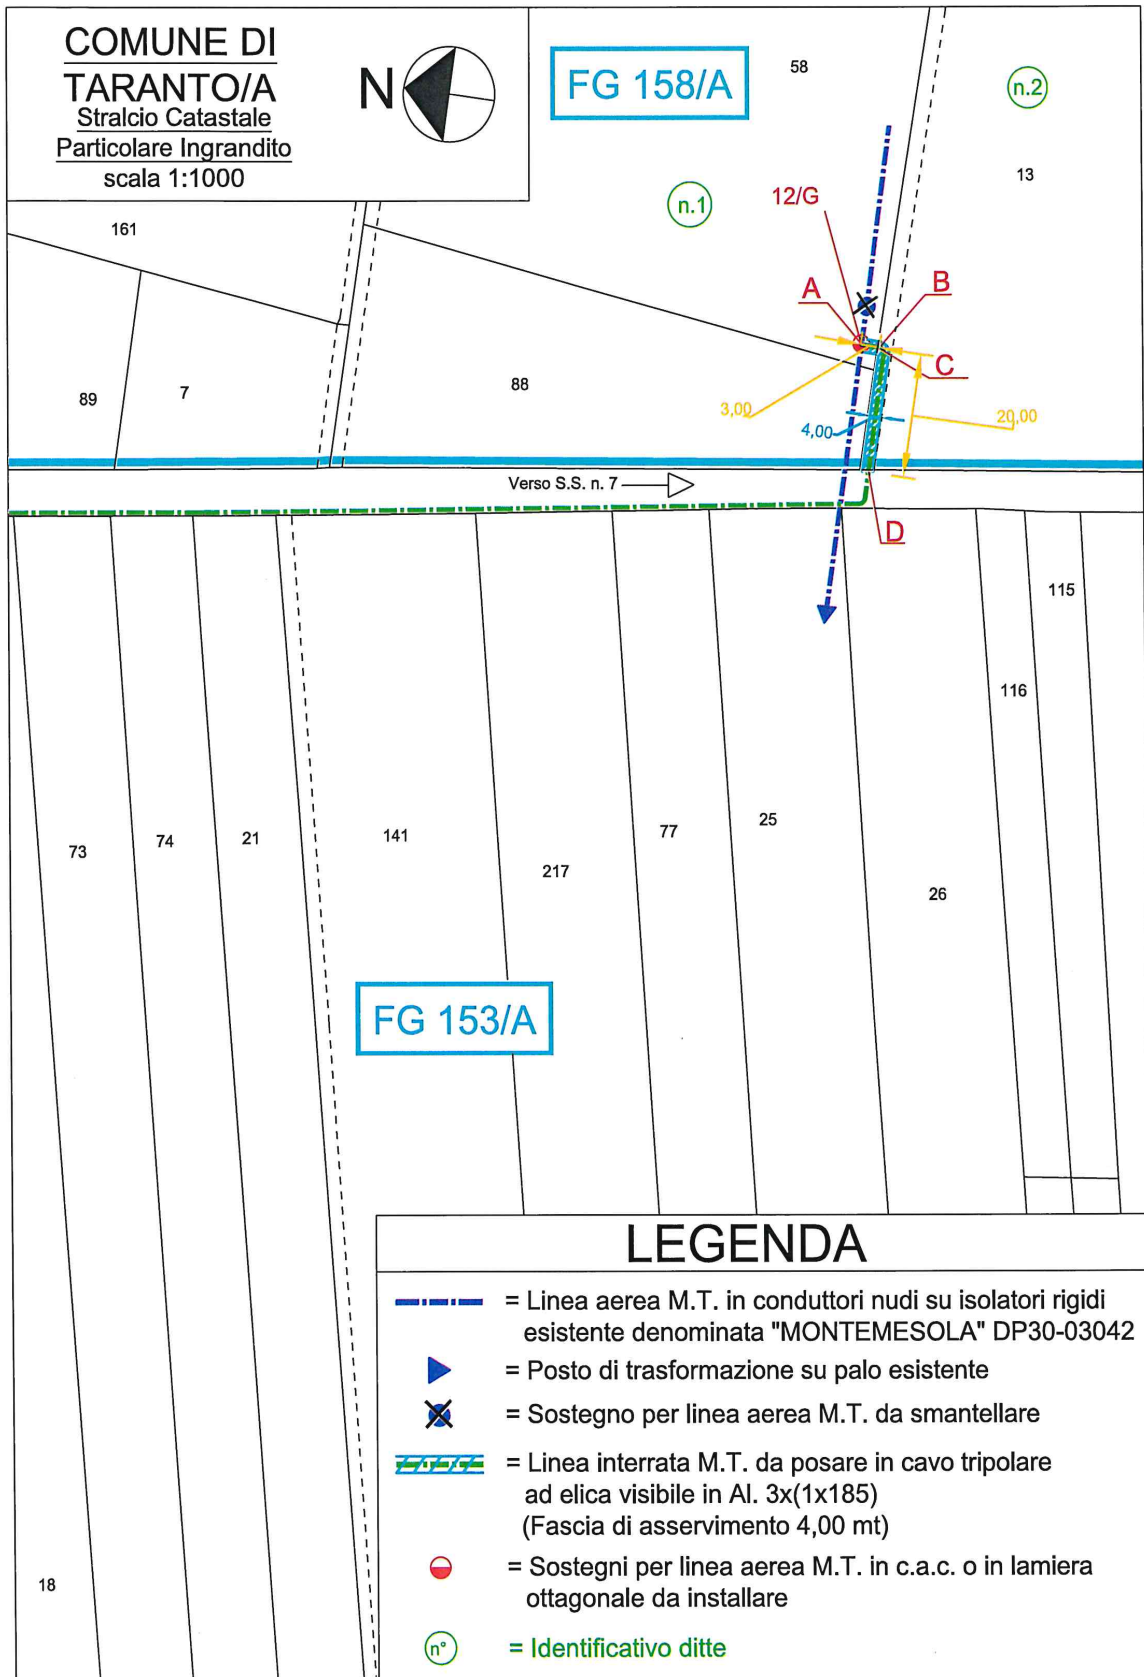 COMUNE DI
TARANTO/A
Stralcio Catastale
Particolare Ingrandito
scala 1:1000
N
FG 158/A
58
n.2
13
n.1
12/G
161
A
B
C
89
7
88
3,00
4,00
20,00
Verso S.S. n. 7
D
115
116
73
74
21
141
217
77
25
26
FG 153/A
18
LEGENDA
= Linea aerea M.T. in conduttori nudi su isolatori rigidi
esistente denominata "MONTEMESOLA" DP30-03042
= Posto di trasformazione su palo esistente
= Sostegno per linea aerea M.T. da smantellare
= Linea interrata M.T. da posare in cavo tripolare
ad elica visibile in Al. 3x(1x185)
(Fascia di asservimento 4,00 mt)
= Sostegni per linea aerea M.T. in c.a.c. o in lamiera
ottagonale da installare
n° = Identificativo ditte